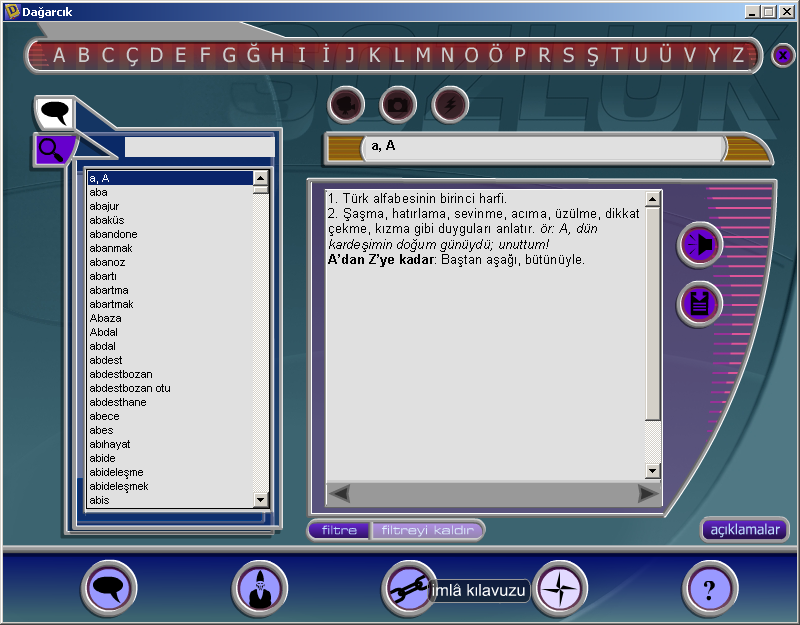 Dağarcık
A B C Ç D E F G Ğ H I İ J K L M N O Ö P R S Ş T U Ü V Y Z
SÖZLÜK
a, A
a, A
aba
abajur
abaküs
abandone
abanmak
abanoz
abartı
abartma
abartmak
Abaza
Abdal
abdal
abdest
abdestbozan
abdestbozan otu
abdesthane
abece
abes
abıhayat
abide
abideleşme
abideleşmek
abis
1. Türk alfabesinin birinci harfi.
2. Şaşma, hatırlama, sevinme, acıma, üzülme, dikkat
çekme, kızma gibi duyguları anlatır. ör: A, dün
kardeşimin doğum günüydü; unuttum!
A'dan Z'ye kadar: Baştan aşağı, bütünüyle.
filtre filtreyi kaldır
açıklamalar
imlâ kılavuzu
?